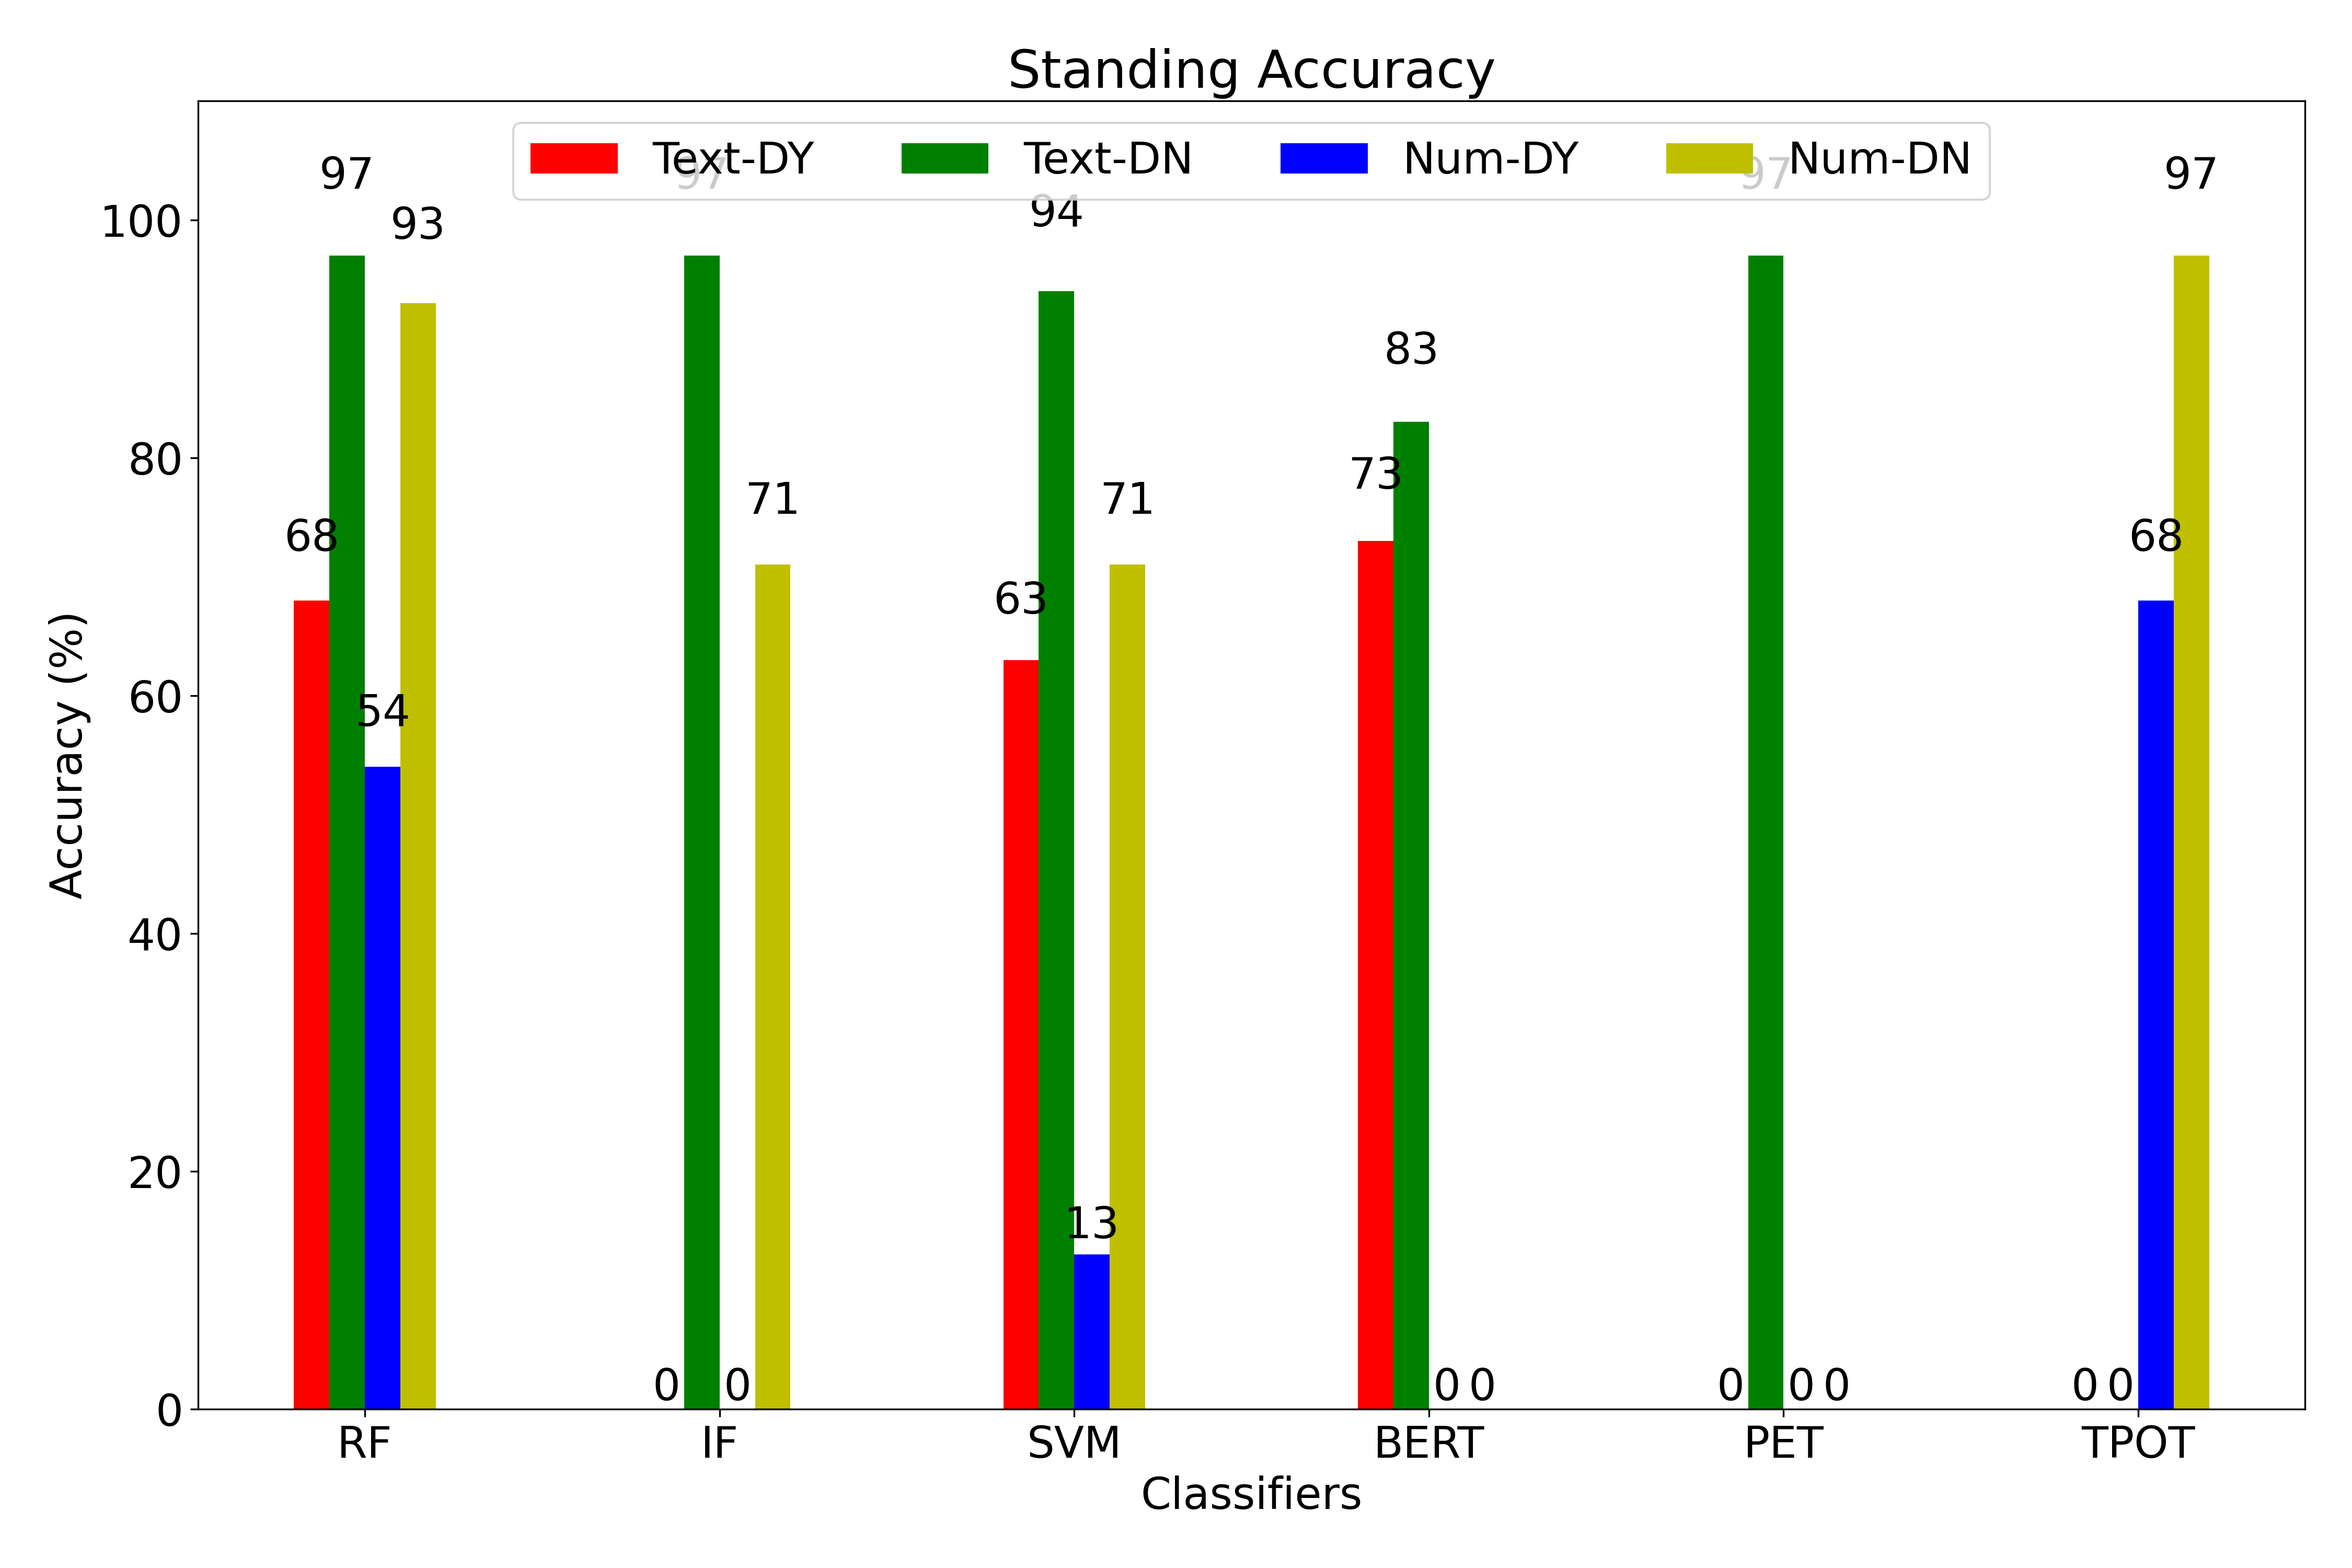 Standing Accuracy
Text-DY Text-DN Num-DY Num-DN
97 97 97 97
94
93
83
73
71 71
68 68
63
54
13
0 0 0 0 0 0 0 0 0
100
80
60
40
20
0
Accuracy (%)
RF IF SVM BERT PET TPOT
Classifiers